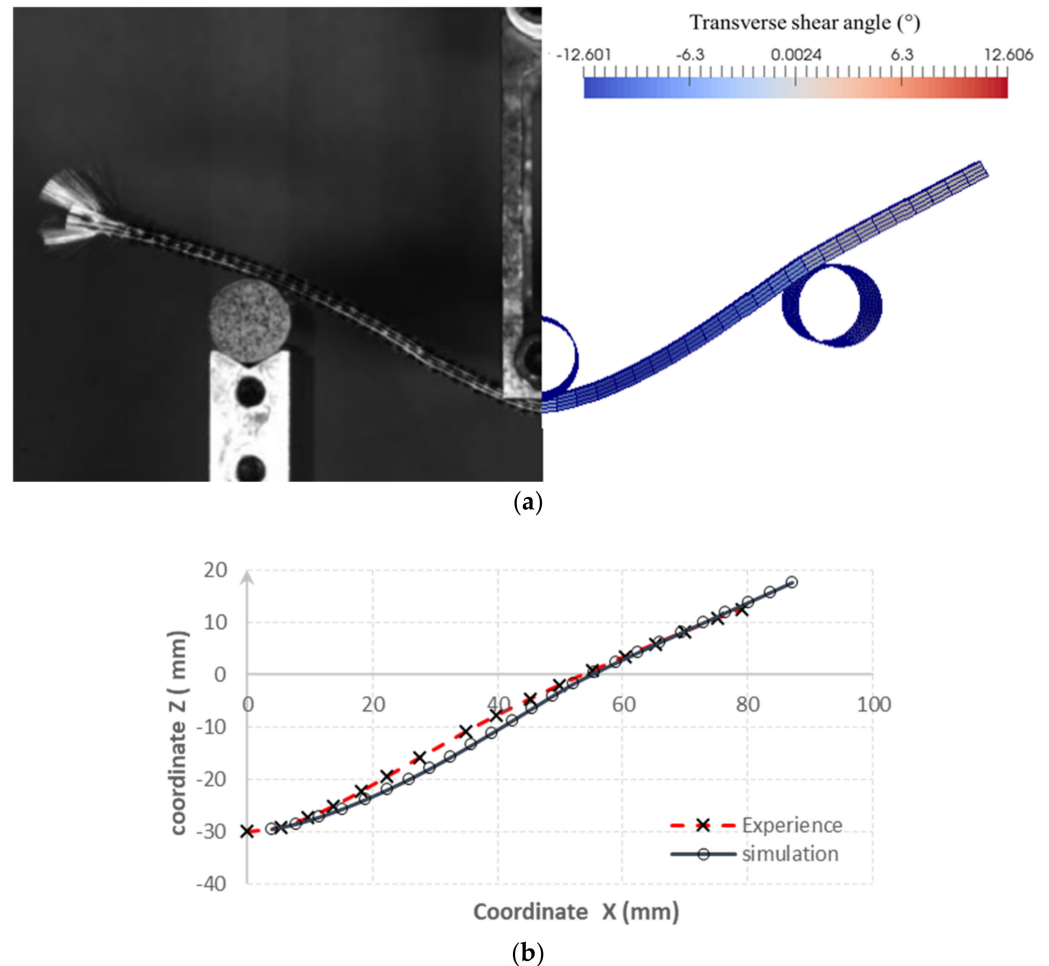 Transverse shear angle (°)
-12.601 -6.3 0.0024 6.3 12.606
(a)
20
10
0
-10
-20
-30
-40
0 20 40 60 80 100
coordinate Z ( mm)
Experience
simulation
Coordinate X (mm)
(b)